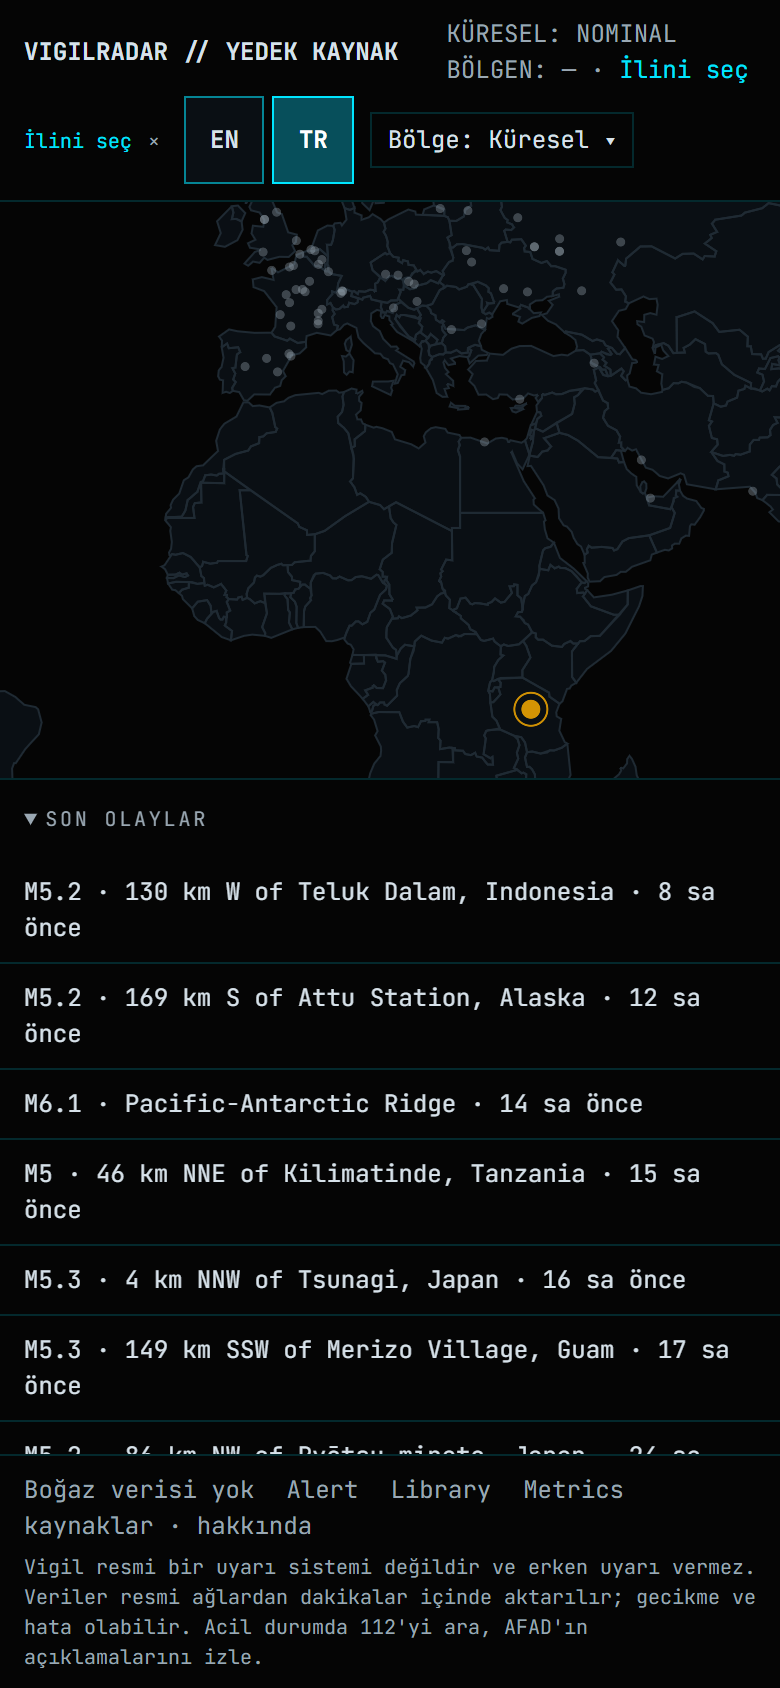 VIGILRADAR // YEDEK KAYNAK
KÜRESEL: NOMINAL
BÖLGEN: — · İlini seç
İlini seç ×
EN
TR
Bölge: Küresel ▾
▼ SON OLAYLAR
M5.2 · 130 km W of Teluk Dalam, Indonesia · 8 sa
önce
M5.2 · 169 km S of Attu Station, Alaska · 12 sa
önce
M6.1 · Pacific-Antarctic Ridge · 14 sa önce
M5 · 46 km NNE of Kilimatinde, Tanzania · 15 sa
önce
M5.3 · 4 km NNW of Tsunagi, Japan · 16 sa önce
M5.3 · 149 km SSW of Merizo Village, Guam · 17 sa
önce
Boğaz verisi yok Alert Library Metrics
kaynaklar · hakkında
Vigil resmi bir uyarı sistemi değildir ve erken uyarı vermez.
Veriler resmi ağlardan dakikalar içinde aktarılır; gecikme ve
hata olabilir. Acil durumda 112'yi ara, AFAD'ın
açıklamalarını izle.